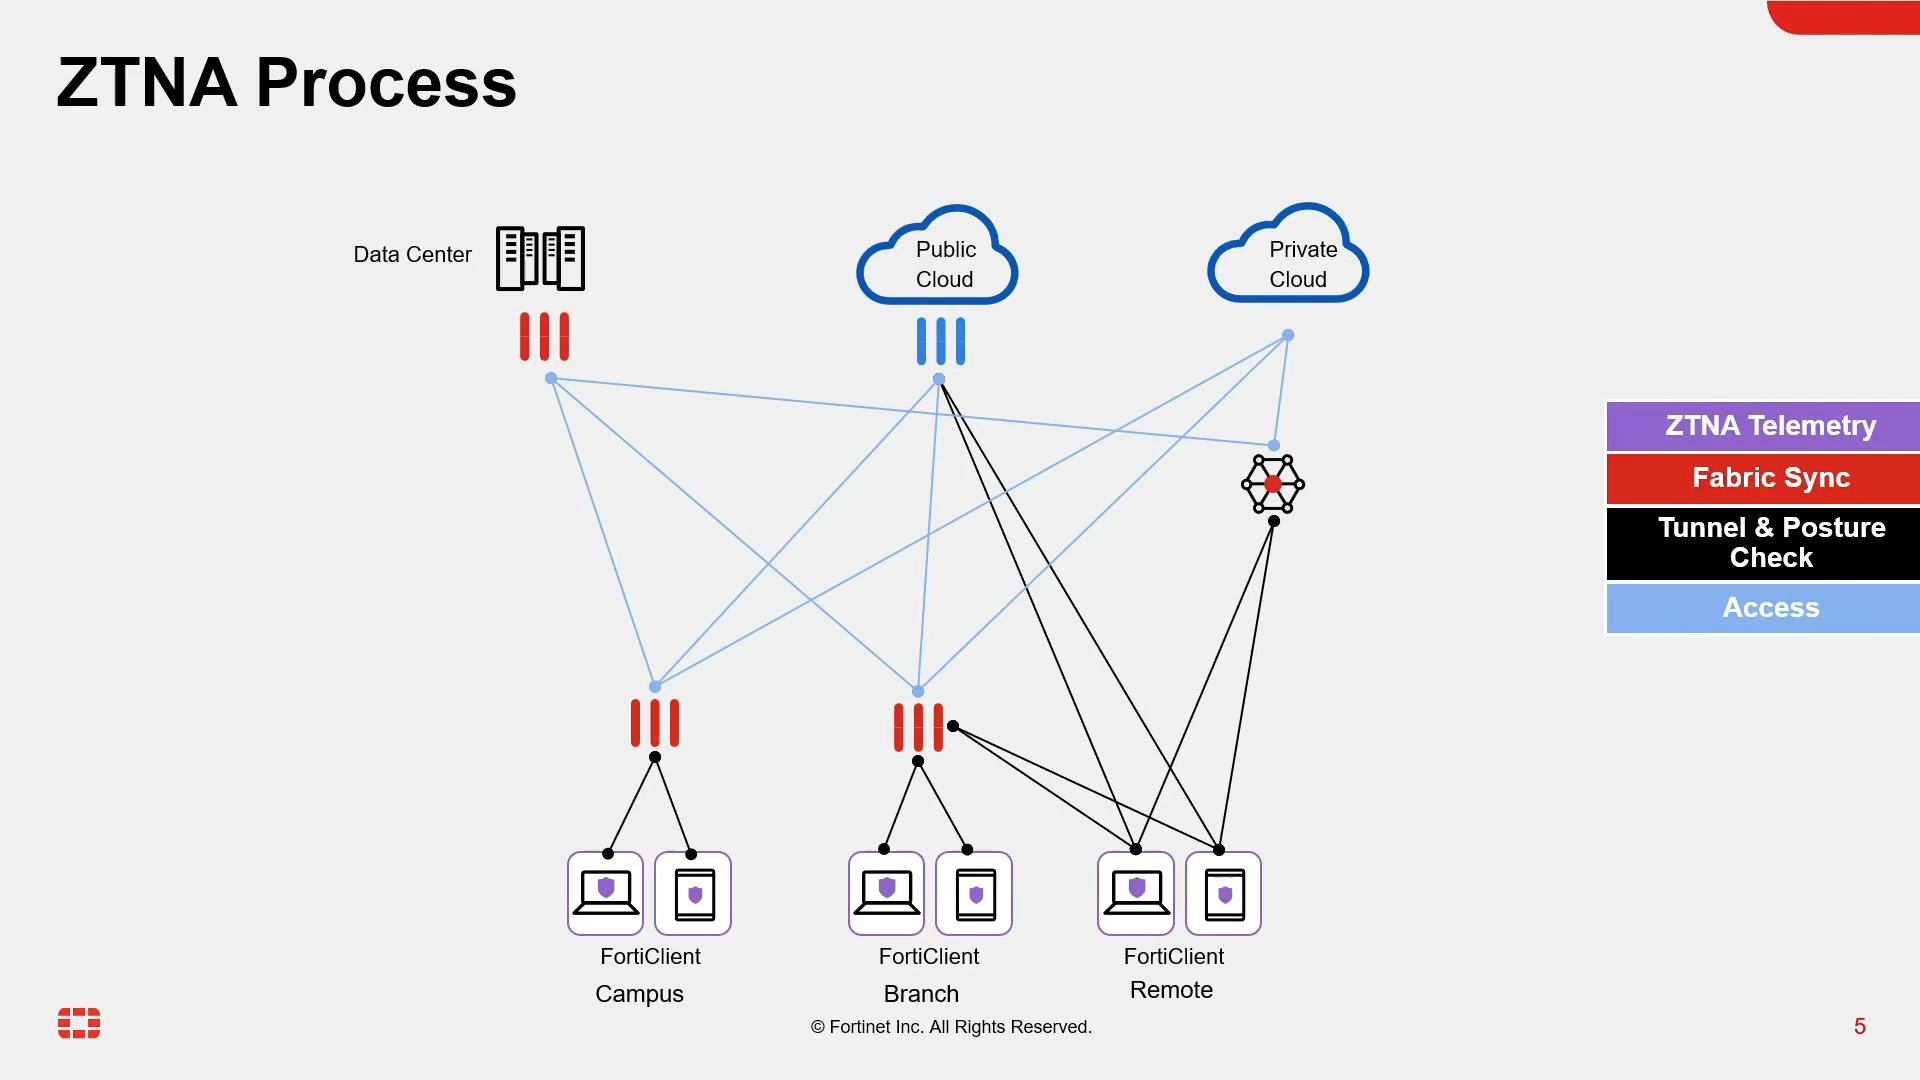 ZTNA Process
Data Center
Public
Cloud
Private
Cloud
ZTNA Telemetry
Fabric Sync
Tunnel & Posture
Check
Access
FortiClient
Campus
FortiClient
Branch
FortiClient
Remote
© Fortinet Inc. All Rights Reserved.
5